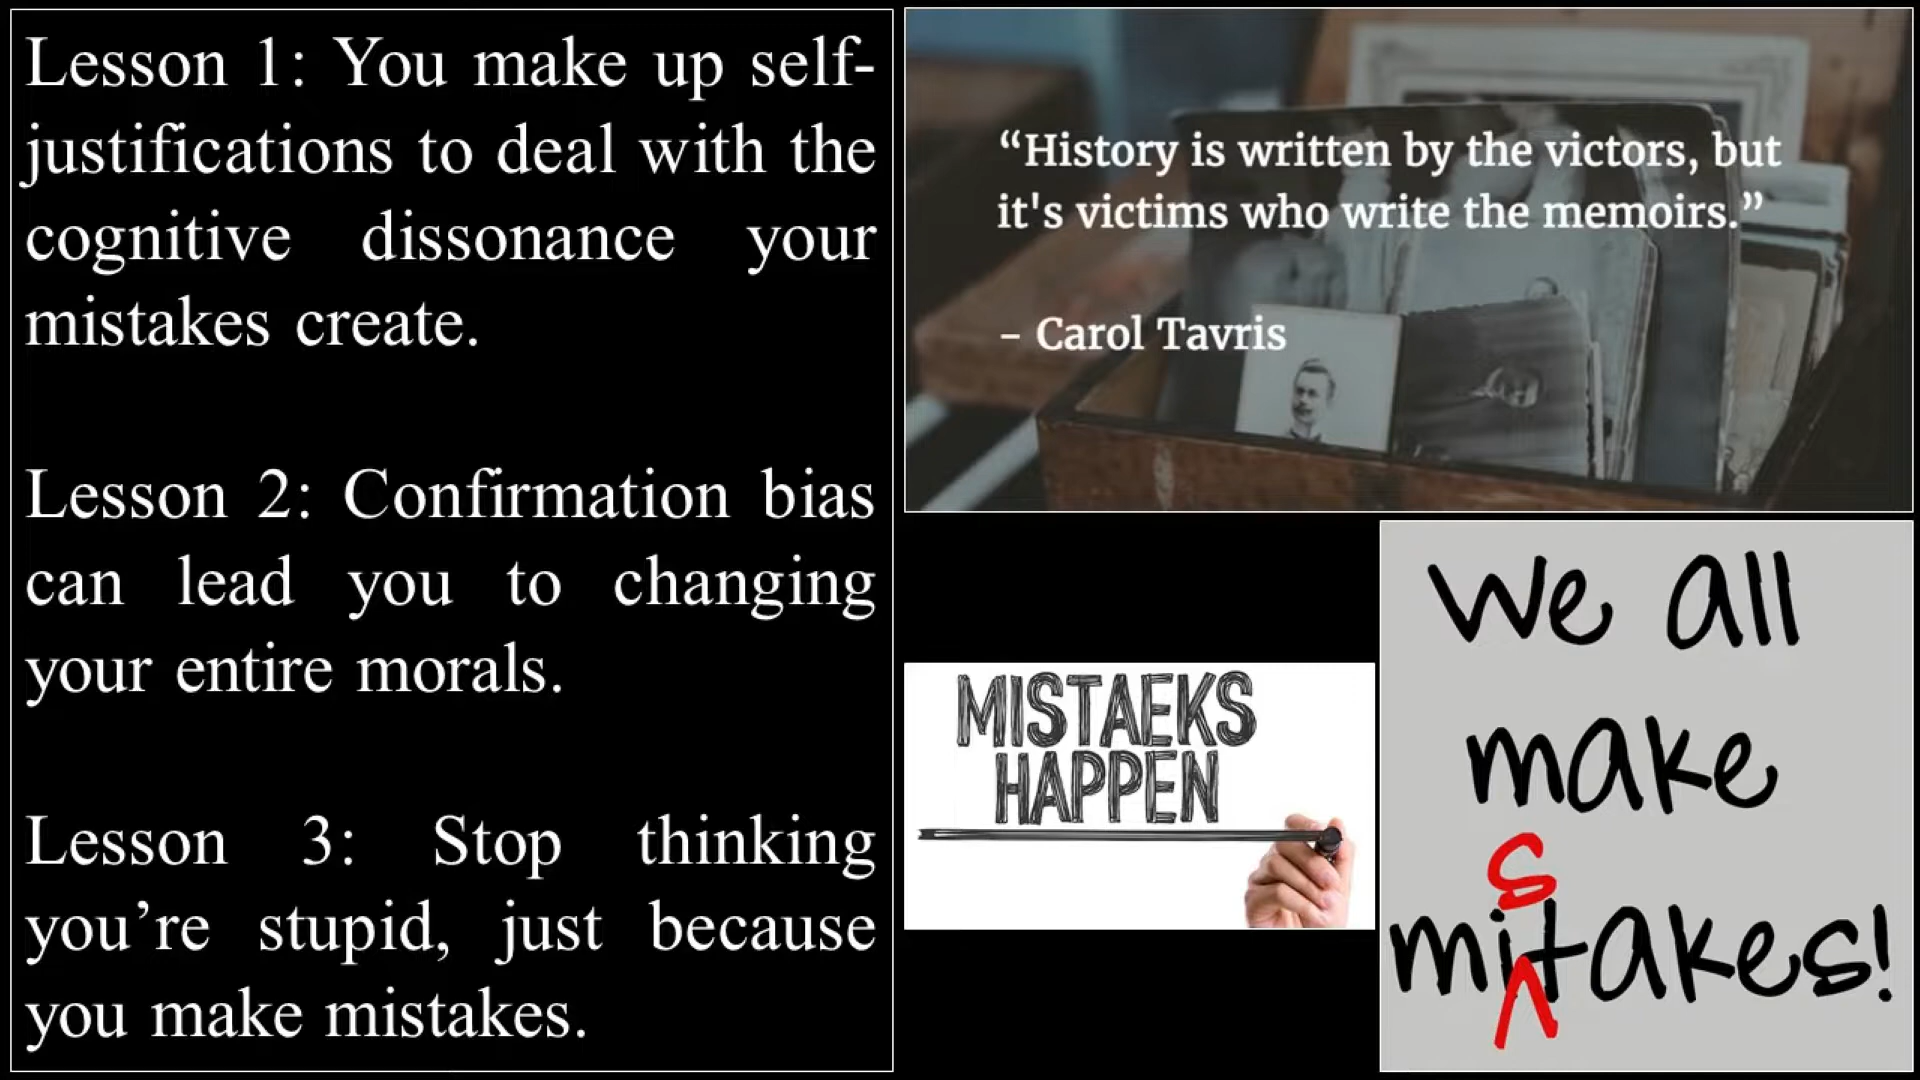 Lesson 1: You make up self-
justifications to deal with the
cognitive dissonance your
mistakes create.
Lesson 2: Confirmation bias
can lead you to changing
your entire morals.
Lesson 3: Stop thinking
you’re stupid, just because
you make mistakes.
“History is written by the victors, but
it's victims who write the memoirs.”
– Carol Tavris
MISTAEKS
HAPPEN
We all
make
s
mitakes!